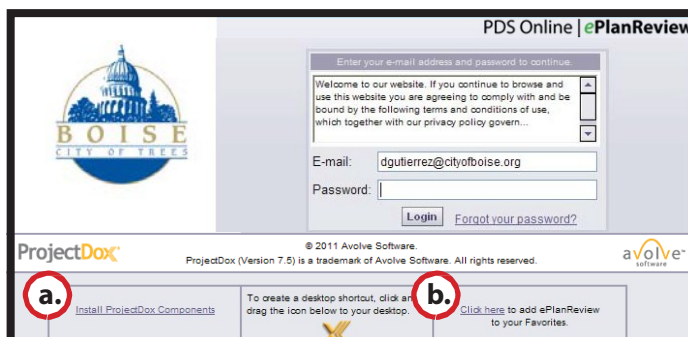 PDS Online | ePlanReview
BOISE
CITY OF TREES
Enter your e-mail address and password to continue.
Welcome to our website. If you continue to browse and
use this website you are agreeing to comply with and be
bound by the following terms and conditions of use,
which together with our privacy policy govern...
E-mail: dgutierrez@cityofboise.org
Password:
Login Forgot your password?
ProjectDox
© 2011 Avolve Software.
ProjectDox (Version 7.5) is a trademark of Avolve Software. All rights reserved.
avolve
software
a.
Install ProjectDox Components
To create a desktop shortcut, click and
drag the icon below to your desktop.
b.
Click here to add ePlanReview
to your Favorites.